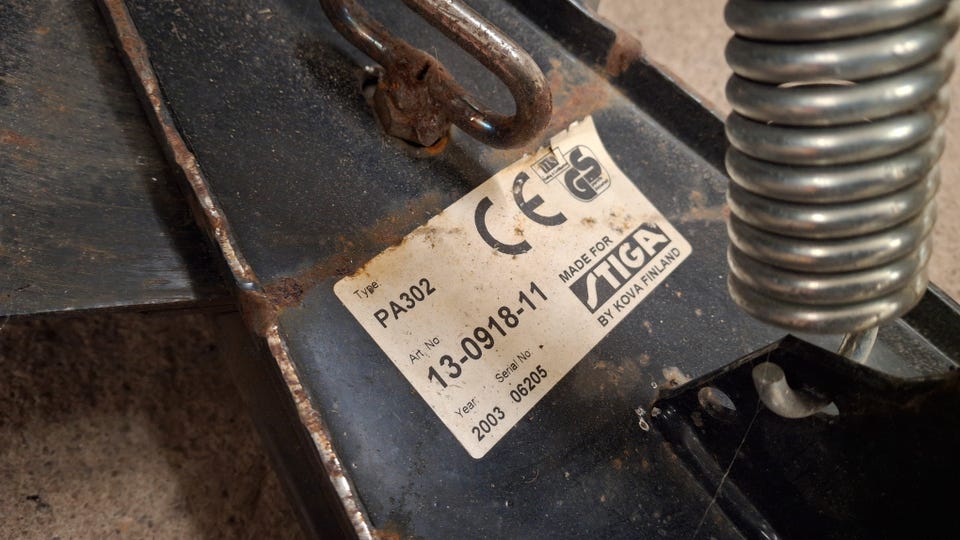 CE
GS
Type
PA302
Art. No
13-0918-11
Year:
Serial No:
2003
06205
MADE FOR
STIGA
BY KOVA FINLAND